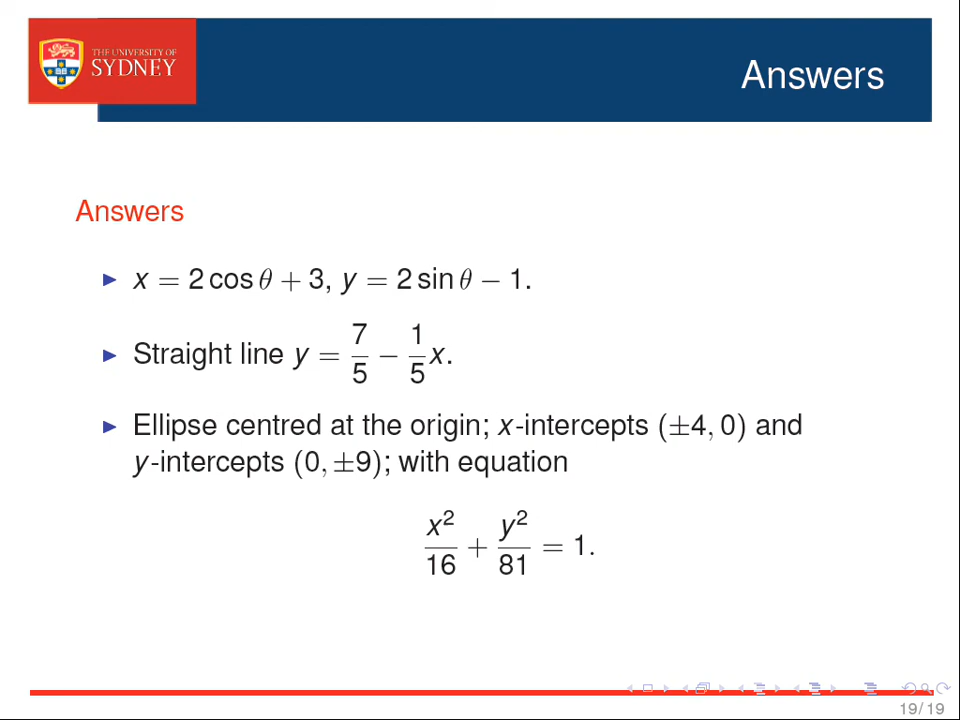 THE UNIVERSITY OF
SYDNEY
Answers
Answers
x = 2 cos θ + 3, y = 2 sin θ − 1.
Straight line y = 7/5 − 1/5 x.
Ellipse centred at the origin; x-intercepts (±4, 0) and
y-intercepts (0, ±9); with equation
x²/16 + y²/81 = 1.
19/19